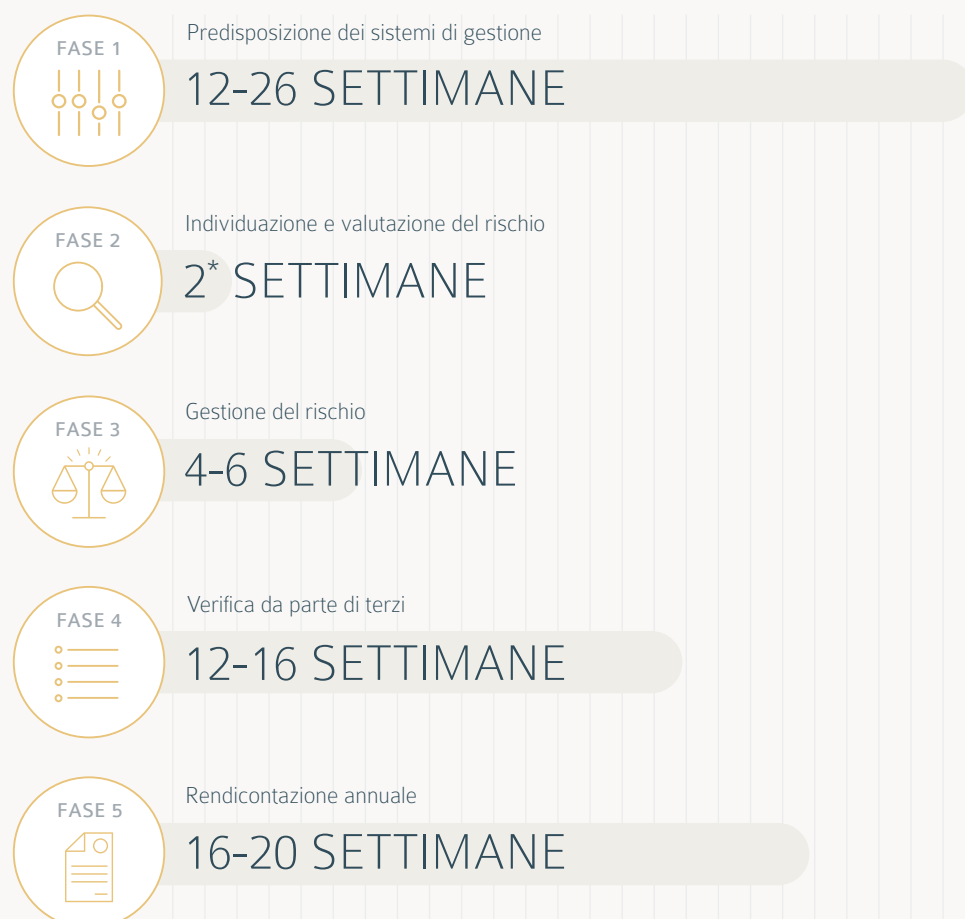 FASE 1
Predisposizione dei sistemi di gestione
12-26 SETTIMANE
FASE 2
Individuazione e valutazione del rischio
2* SETTIMANE
FASE 3
Gestione del rischio
4-6 SETTIMANE
FASE 4
Verifica da parte di terzi
12-16 SETTIMANE
FASE 5
Rendicontazione annuale
16-20 SETTIMANE